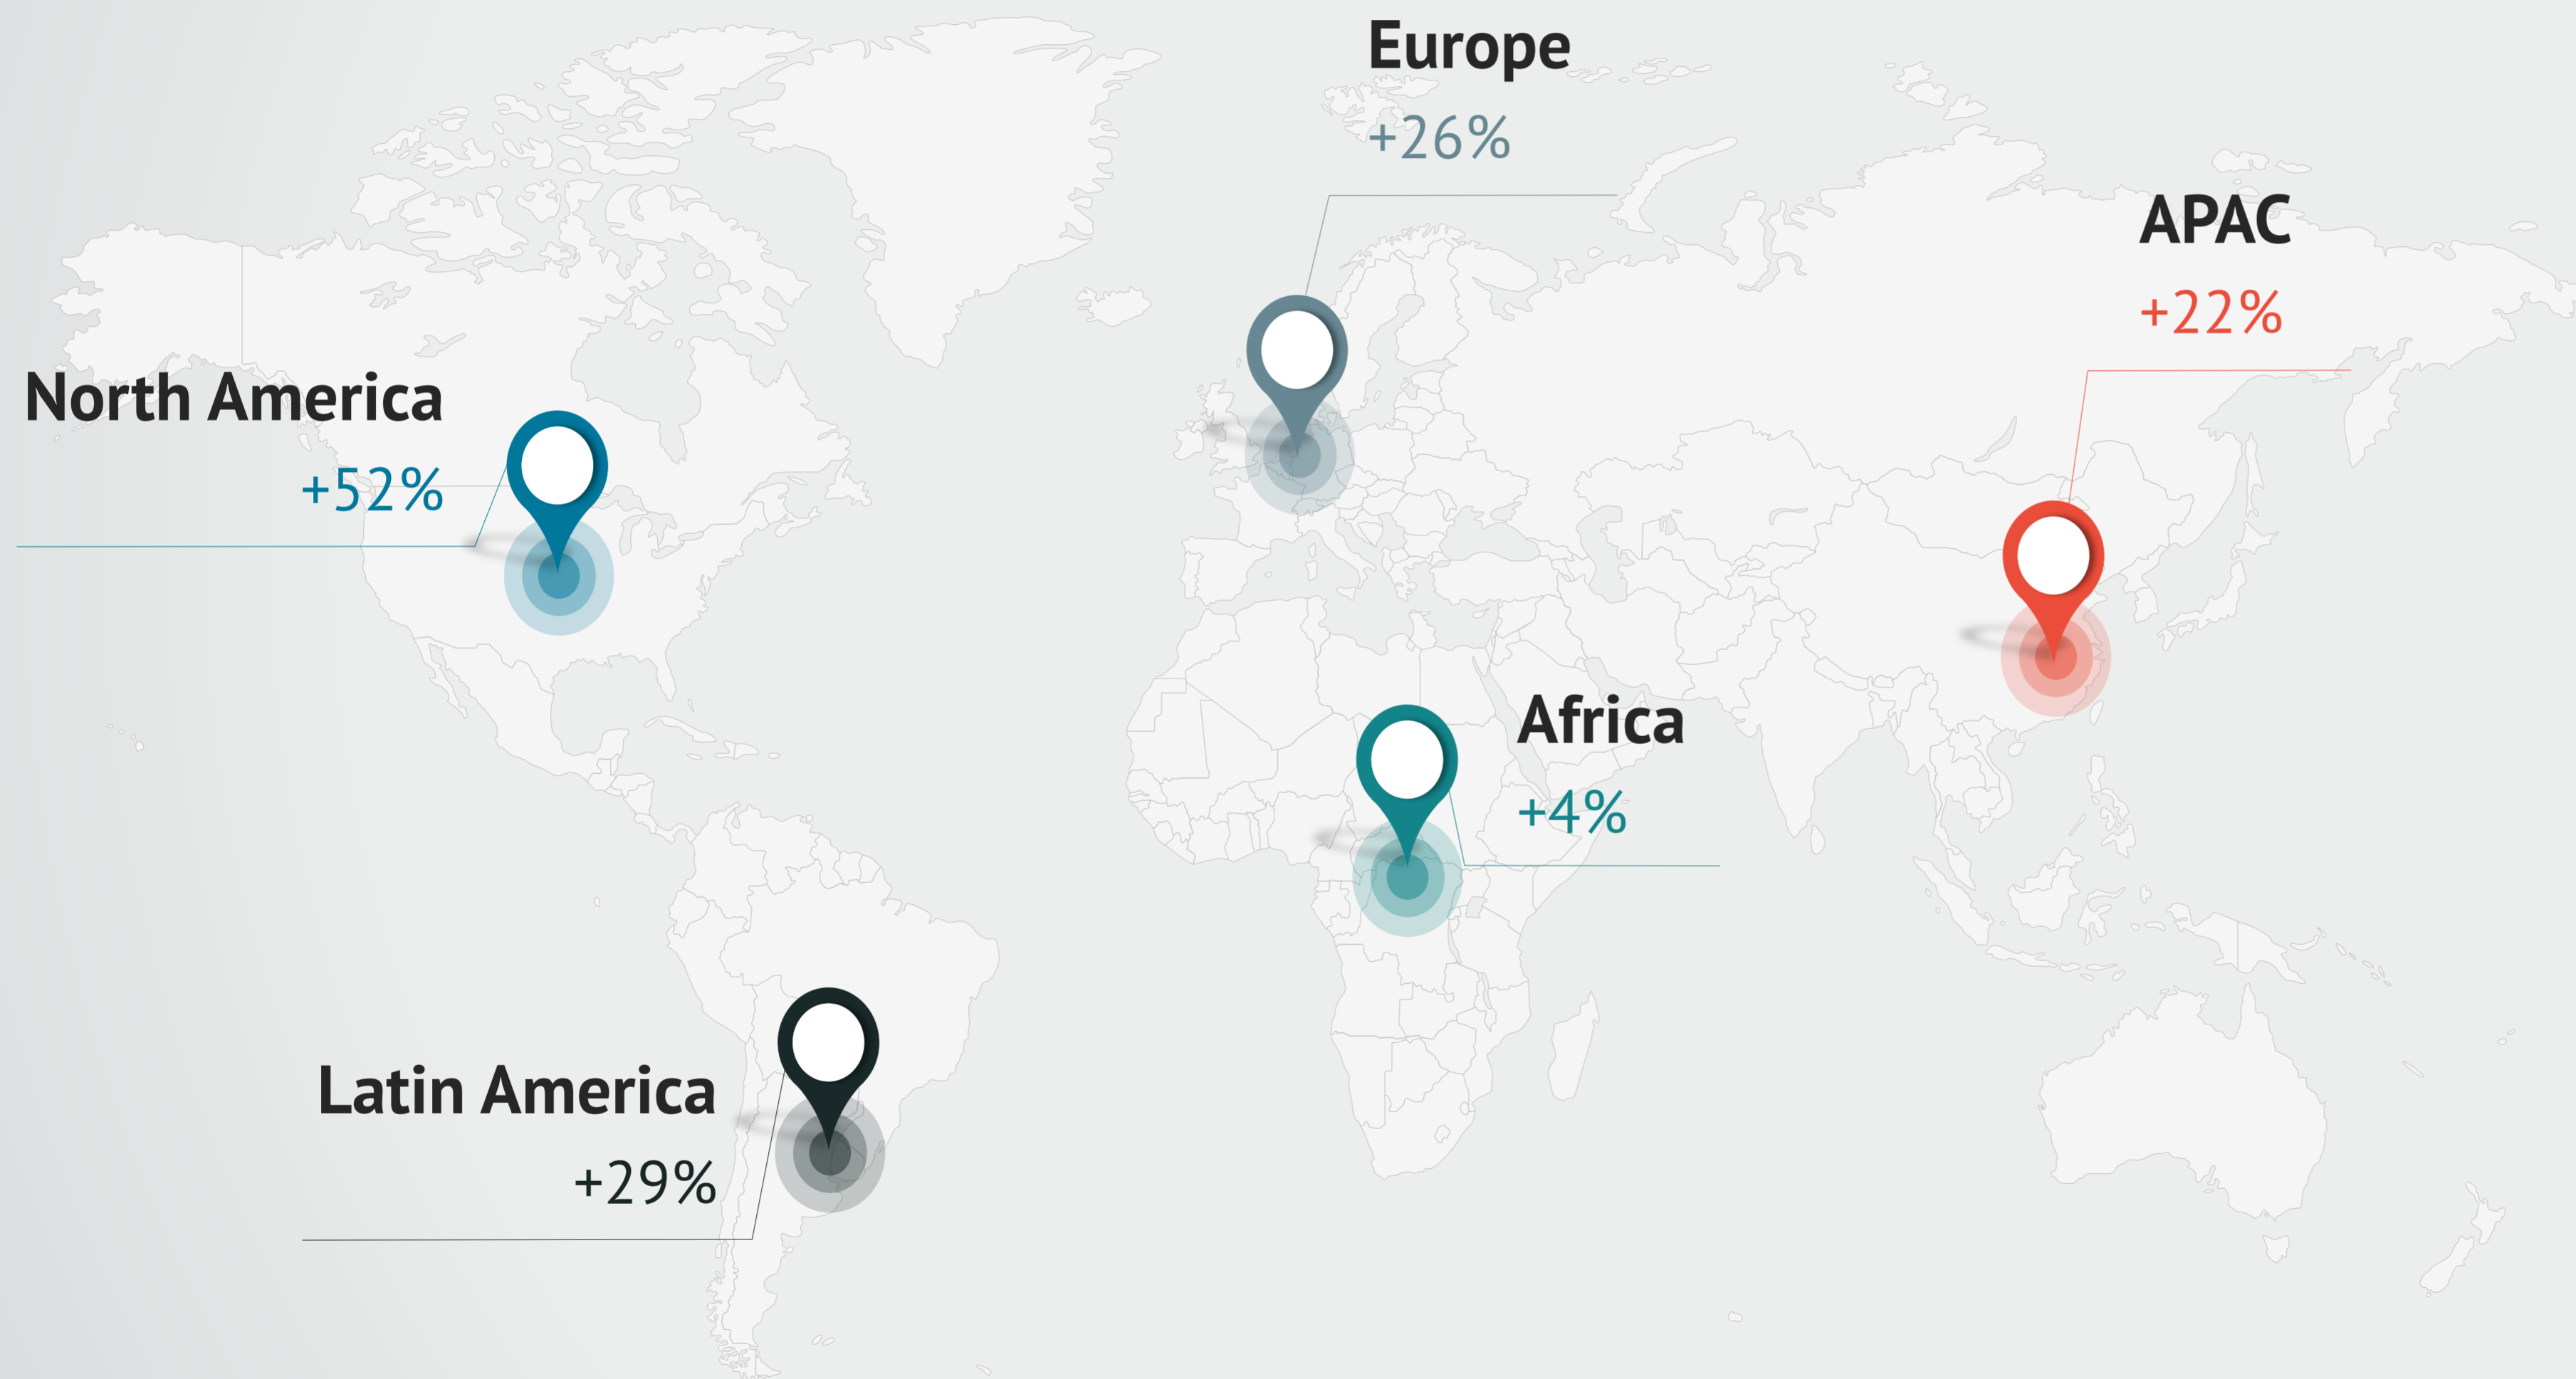 Europe
+26%
APAC
+22%
North America
+52%
Africa
+4%
Latin America
+29%